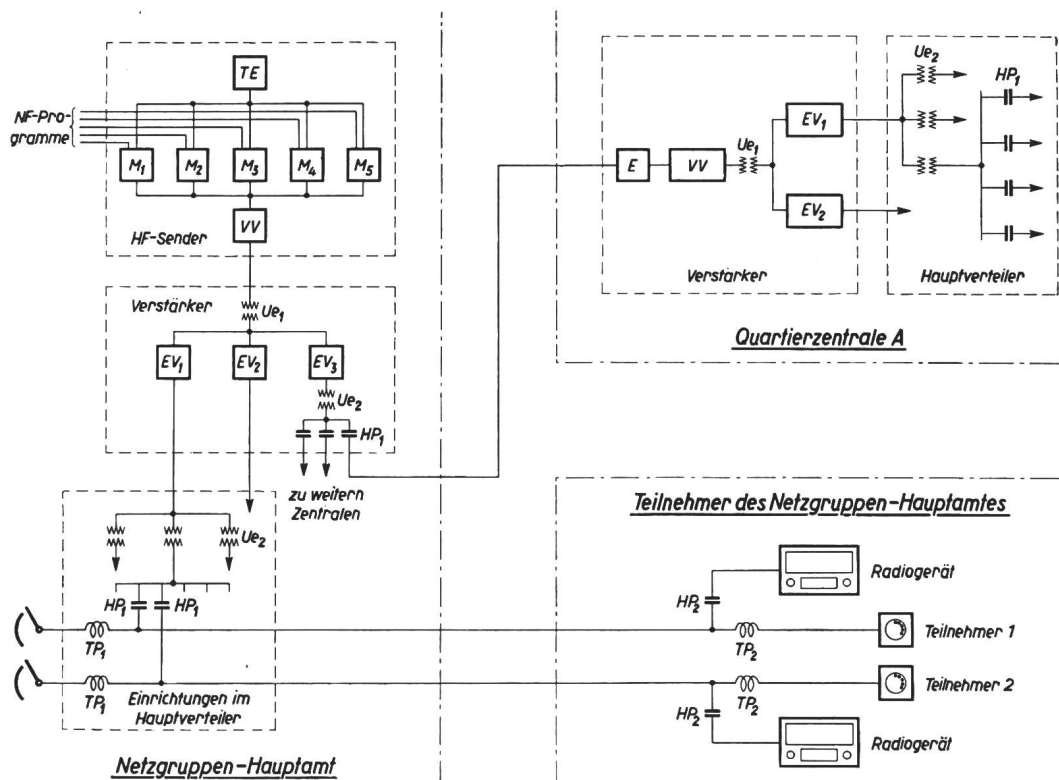 TE
NF-Pro-
gramme
M1 M2 M3 M4 M5
VV
HF-Sender
Verstärker
Ue1
EV1 EV2 EV3
Ue2
HP1
zu weitern
Zentralen
Ue2
HP1 HP1
TP1
TP1
Einrichtungen im
Hauptverteiler
Netzgruppen-Hauptamt
E VV Ue1 EV1
EV2
Verstärker
Ue2 HP1
Hauptverteiler
Quartierzentrale A
Teilnehmer des Netzgruppen-Hauptamtes
Radiogerät
HP2
TP2
Teilnehmer 1
Teilnehmer 2
HP2
TP2
Radiogerät